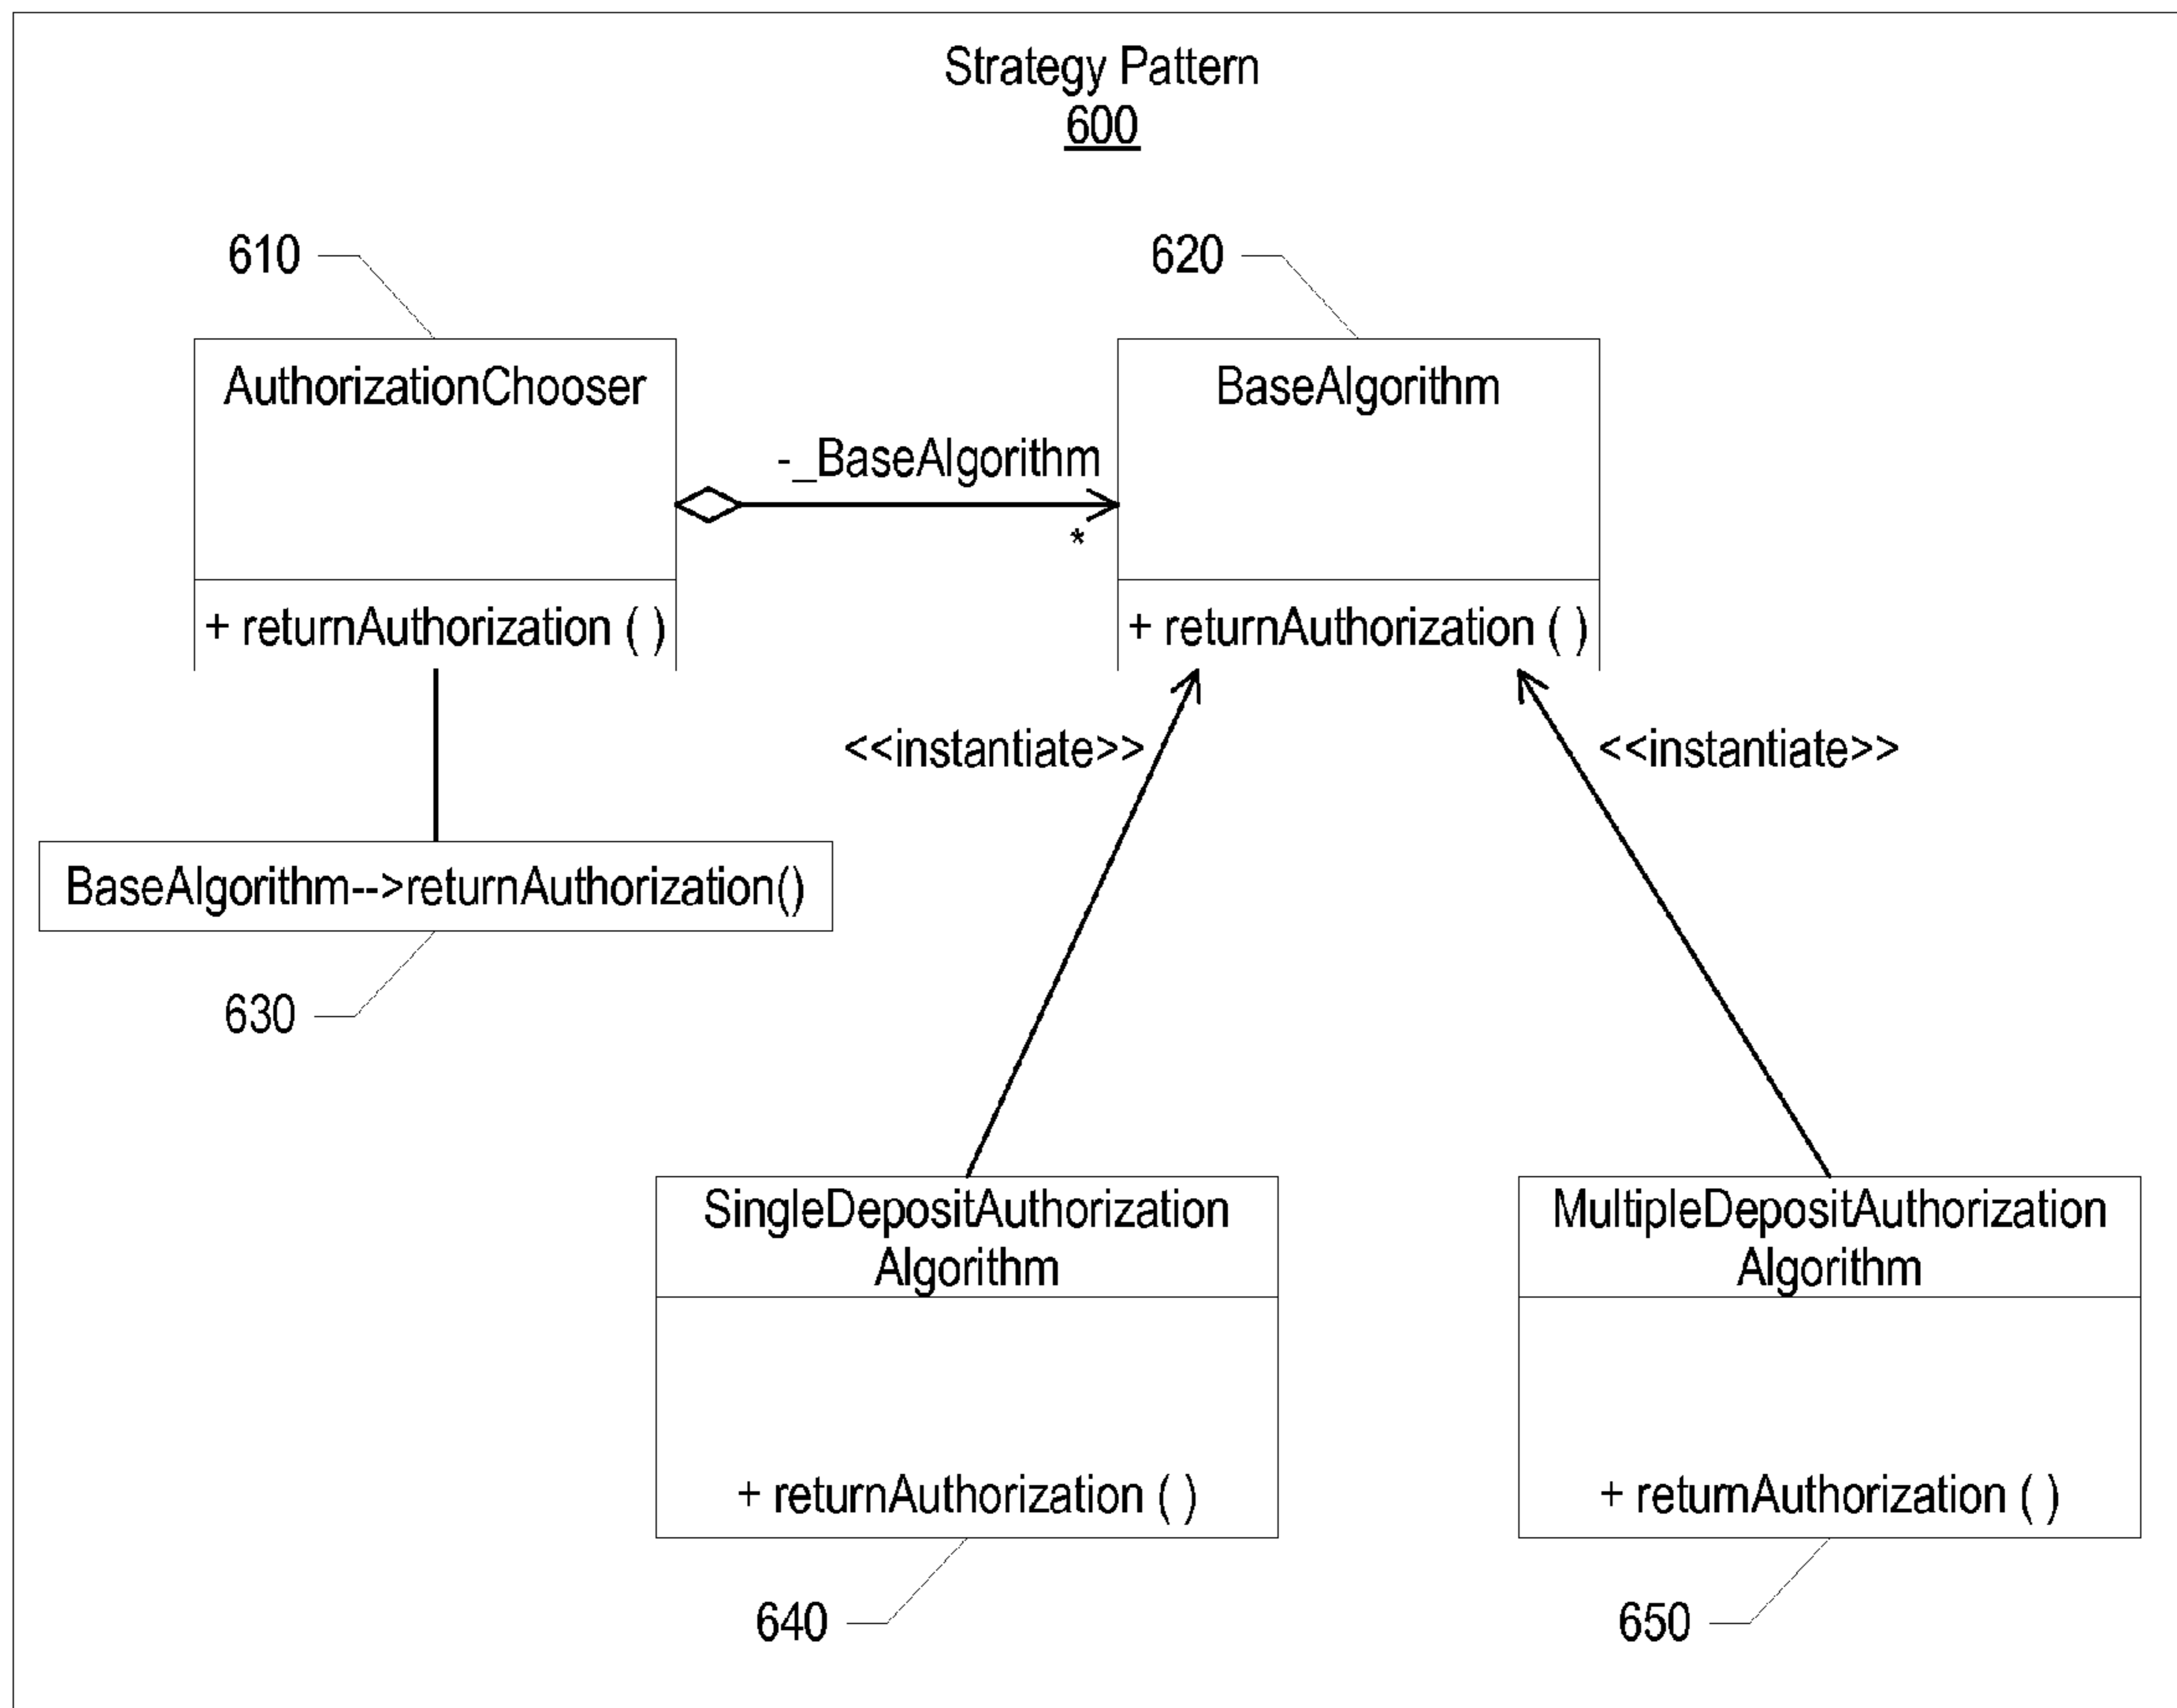 Strategy Pattern
600
610
620
AuthorizationChooser
BaseAlgorithm
-_BaseAlgorithm
*
+ returnAuthorization ( )
+ returnAuthorization ( )
<<instantiate>>
<<instantiate>>
BaseAlgorithm-->returnAuthorization()
630
SingleDepositAuthorization
Algorithm
MultipleDepositAuthorization
Algorithm
+ returnAuthorization ( )
+ returnAuthorization ( )
640
650